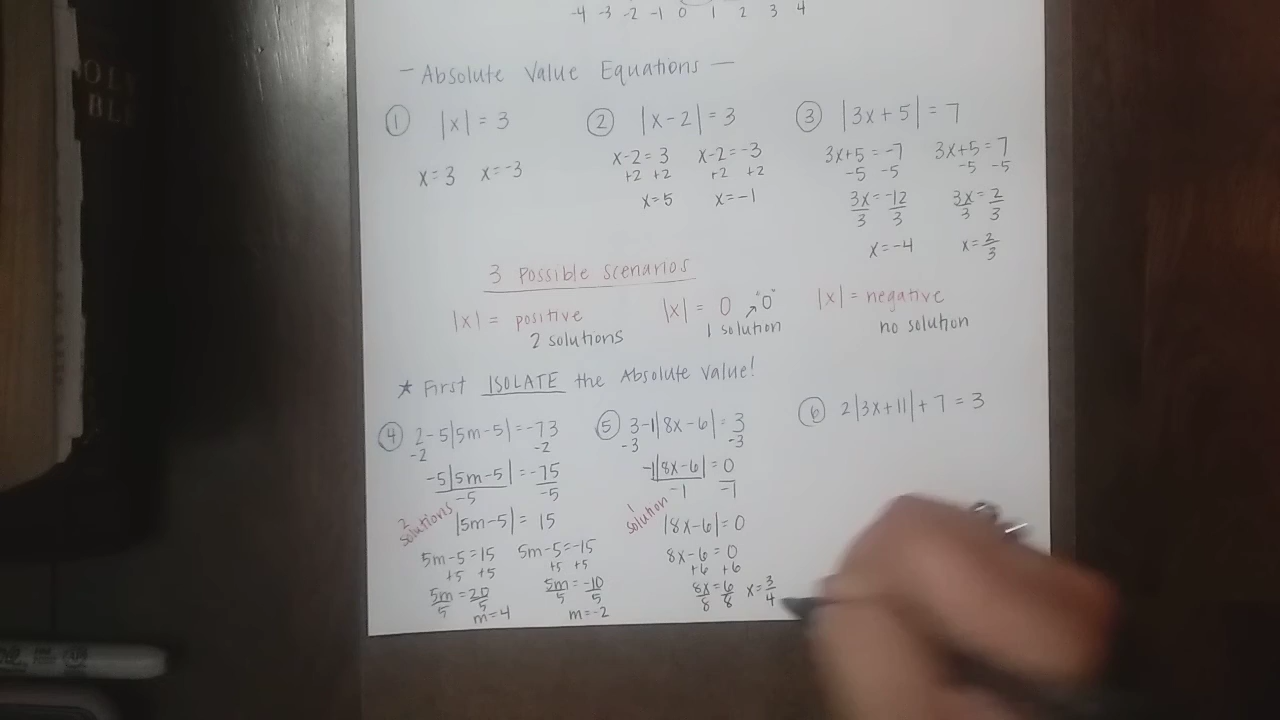 -4 -3 -2 -1 0 1 2 3 4
- Absolute Value Equations -
① |x| = 3
x=3 x=-3
② |x-2| = 3
x-2=3 x-2=-3
+2 +2 +2 +2
x=5 x=-1
③ |3x+5| = 7
3x+5=-7 3x+5=7
-5 -5 -5 -5
3x=-12 3x=2
3 3 3 3
x=-4 x=2/3
3 Possible Scenarios
|x| = positive
2 solutions
|x| = 0 ↗"0"
1 solution
|x| = negative
no solution
* First ISOLATE the Absolute Value!
④ 2-5|5m-5|=-73
-2 -2
-5|5m-5|=-75
-5 -5
2 solutions
|5m-5|= 15
5m-5=15 5m-5=-15
+5 +5 +5 +5
5m=20 5m=-10
5 5 5 5
m=4 m=-2
⑤ 3-1|8x-6|=3
-3 -3
-1|8x-6|=0
-1 -1
1 solution
|8x-6|=0
8x-6=0
+6 +6
8x=6 x=3/4
8 8
⑥ 2|3x+11|+7=3